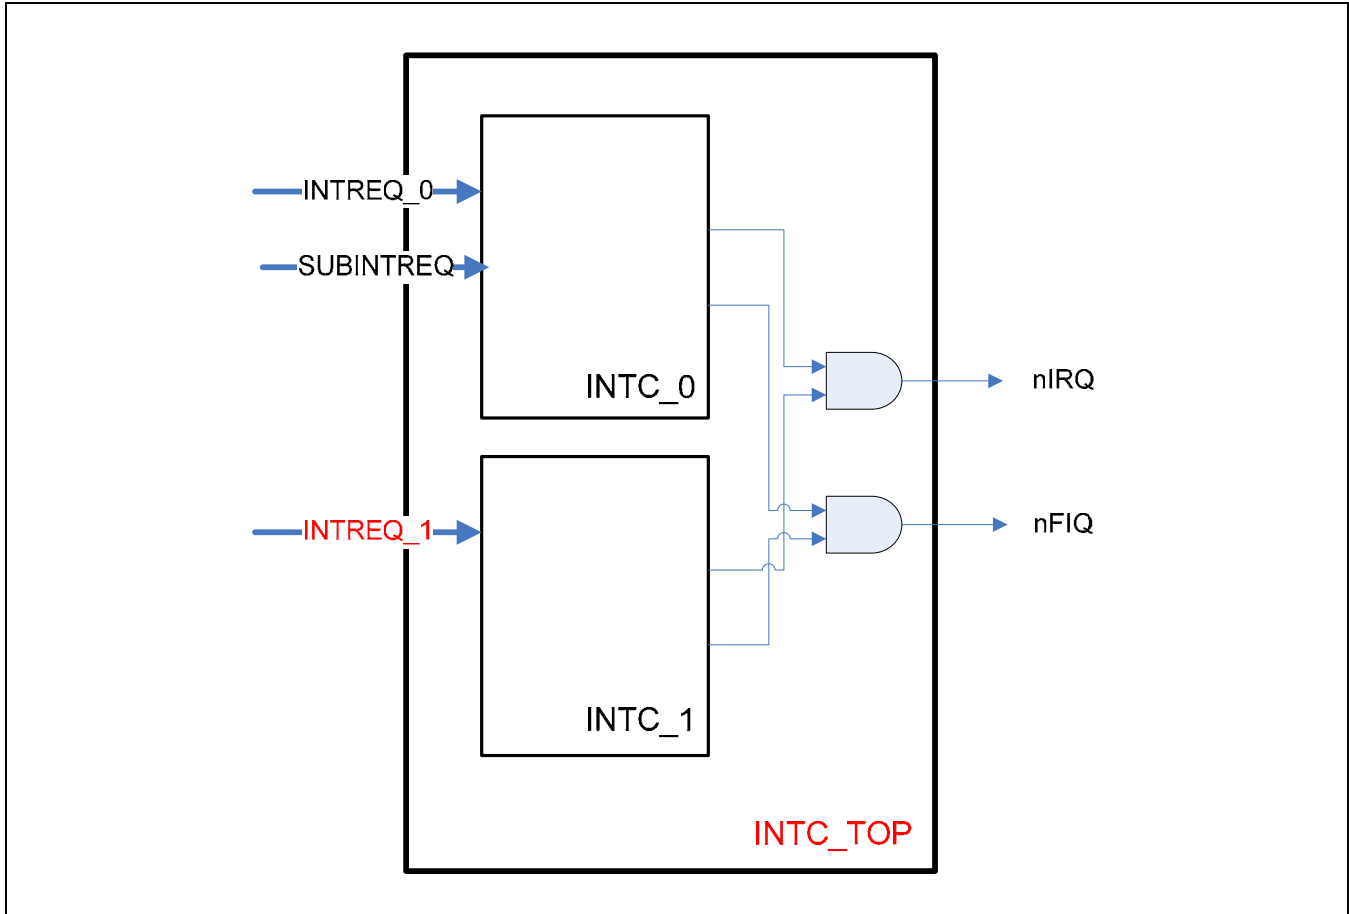 INTREQ_0
SUBINTREQ
INTC_0
nIRQ
INTREQ_1
nFIQ
INTC_1
INTC_TOP